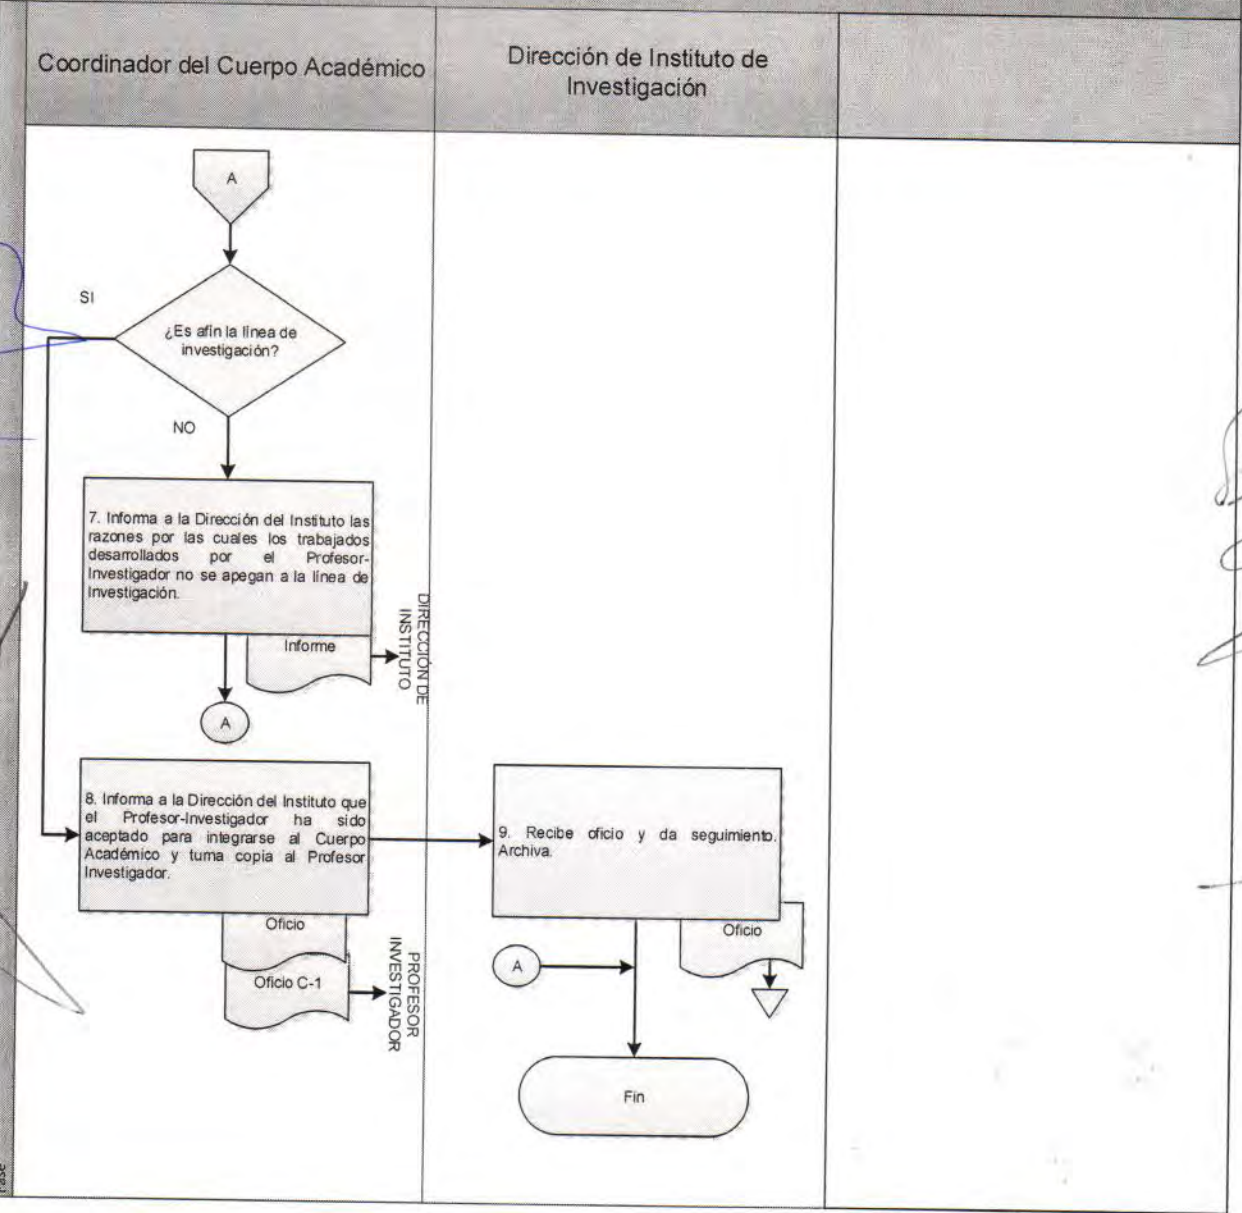 Coordinador del Cuerpo Académico
Dirección de Instituto de
Investigación
A
SI
¿Es afín la línea de
investigación?
NO
7. Informa a la Dirección del Instituto las
razones por las cuales los trabajados
desarrollados por el Profesor-
Investigador no se apegan a la línea de
Investigación.
Informe
DIRECCIÓN DE
INSTITUTO
A
8. Informa a la Dirección del Instituto que
el Profesor-Investigador ha sido
aceptado para integrarse al Cuerpo
Académico y turna copia al Profesor
Investigador.
Oficio
Oficio C-1
PROFESOR
INVESTIGADOR
9. Recibe oficio y da seguimiento.
Archiva.
Oficio
A
Fin